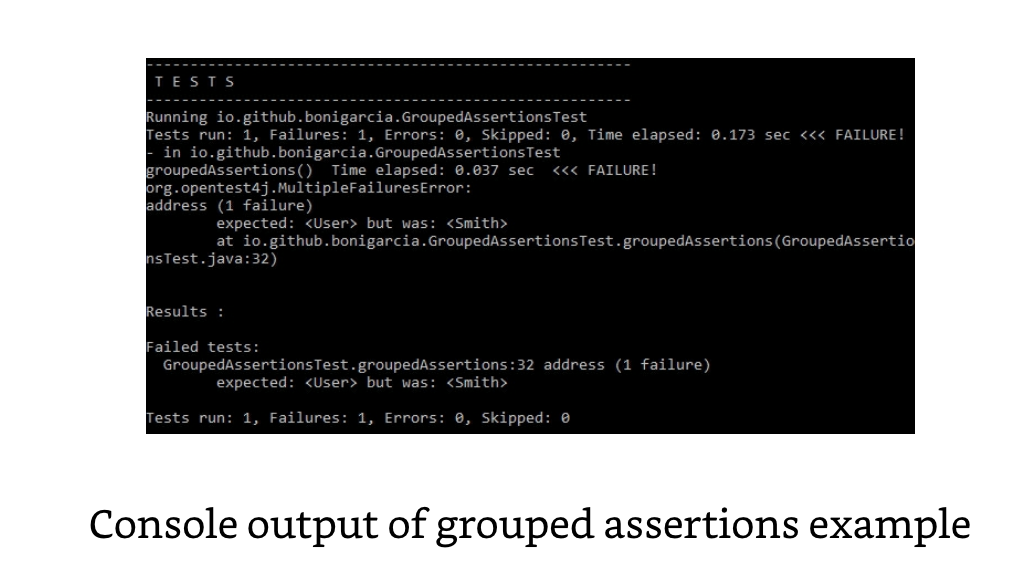 -------------------------------------------------------
T E S T S
-------------------------------------------------------
Running io.github.bonigarcia.GroupedAssertionsTest
Tests run: 1, Failures: 1, Errors: 0, Skipped: 0, Time elapsed: 0.173 sec <<< FAILURE!
- in io.github.bonigarcia.GroupedAssertionsTest
groupedAssertions()  Time elapsed: 0.037 sec  <<< FAILURE!
org.opentest4j.MultipleFailuresError:
address (1 failure)
        expected: <User> but was: <Smith>
        at io.github.bonigarcia.GroupedAssertionsTest.groupedAssertions(GroupedAssertio
nsTest.java:32)
Results :
Failed tests:
  GroupedAssertionsTest.groupedAssertions:32 address (1 failure)
        expected: <User> but was: <Smith>
Tests run: 1, Failures: 1, Errors: 0, Skipped: 0
Console output of grouped assertions example